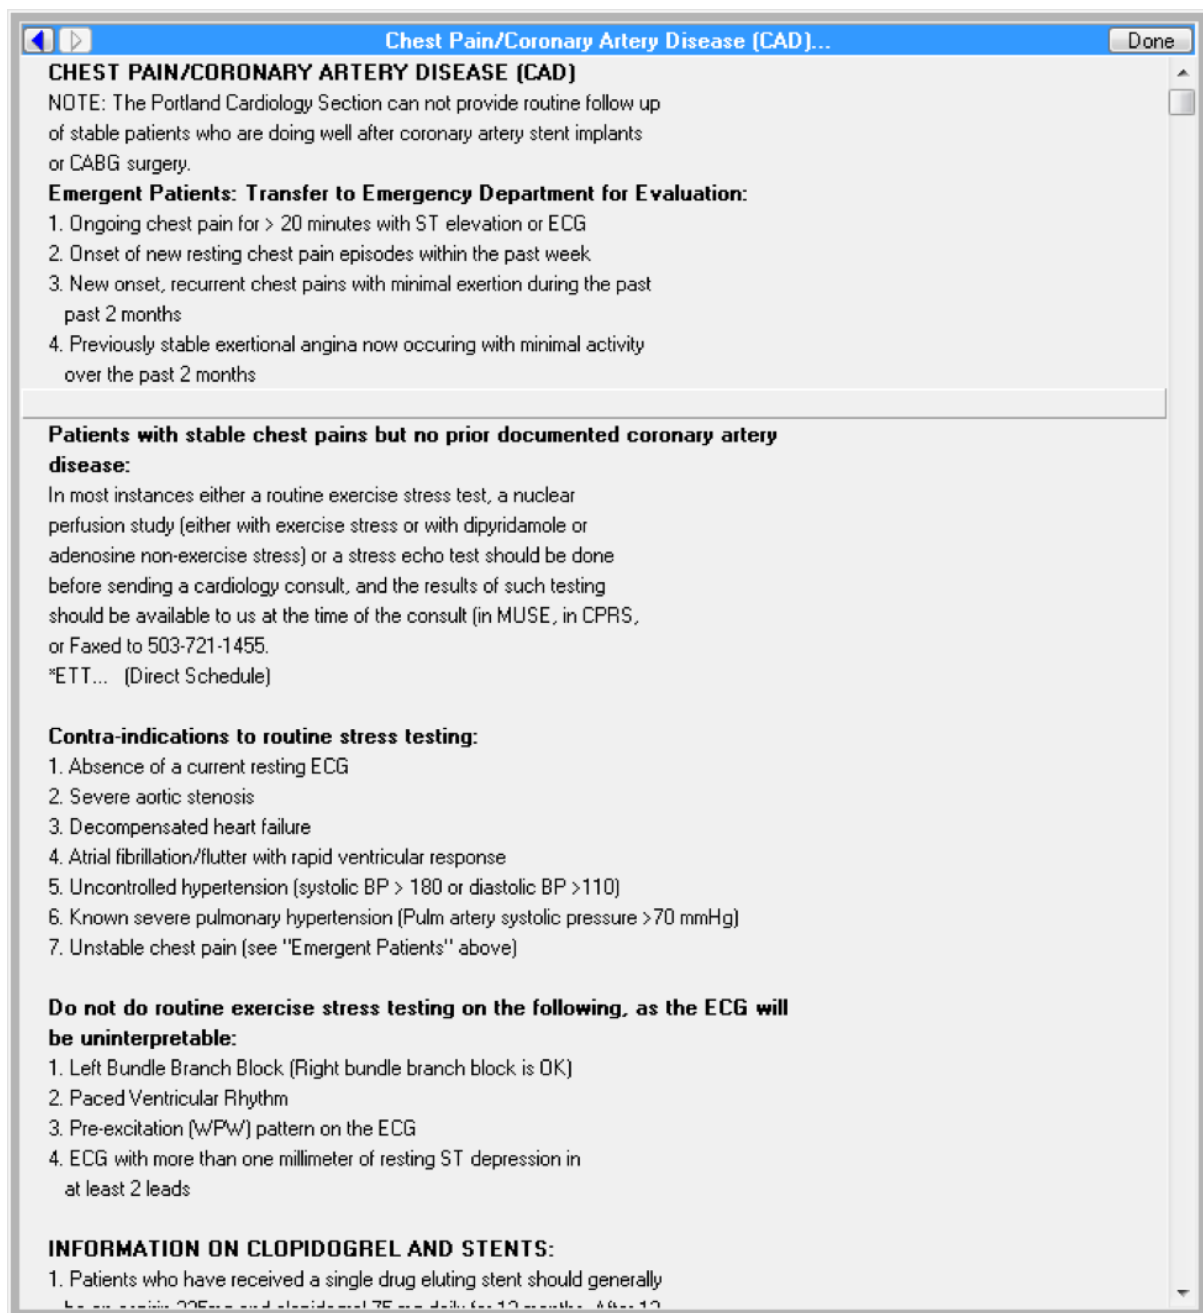 Chest Pain/Coronary Artery Disease (CAD)...
Done
CHEST PAIN/CORONARY ARTERY DISEASE (CAD)
NOTE: The Portland Cardiology Section can not provide routine follow up
of stable patients who are doing well after coronary artery stent implants
or CABG surgery.
Emergent Patients: Transfer to Emergency Department for Evaluation:
1. Ongoing chest pain for > 20 minutes with ST elevation or ECG
2. Onset of new resting chest pain episodes within the past week
3. New onset, recurrent chest pains with minimal exertion during the past
past 2 months
4. Previously stable exertional angina now occuring with minimal activity
over the past 2 months
Patients with stable chest pains but no prior documented coronary artery
disease:
In most instances either a routine exercise stress test, a nuclear
perfusion study (either with exercise stress or with dipyridamole or
adenosine non-exercise stress) or a stress echo test should be done
before sending a cardiology consult, and the results of such testing
should be available to us at the time of the consult (in MUSE, in CPRS,
or Faxed to 503-721-1455.
*ETT... (Direct Schedule)
Contra-indications to routine stress testing:
1. Absence of a current resting ECG
2. Severe aortic stenosis
3. Decompensated heart failure
4. Atrial fibrillation/flutter with rapid ventricular response
5. Uncontrolled hypertension (systolic BP > 180 or diastolic BP >110)
6. Known severe pulmonary hypertension (Pulm artery systolic pressure >70 mmHg)
7. Unstable chest pain (see "Emergent Patients" above)
Do not do routine exercise stress testing on the following, as the ECG will
be uninterpretable:
1. Left Bundle Branch Block (Right bundle branch block is OK)
2. Paced Ventricular Rhythm
3. Pre-excitation (WPW) pattern on the ECG
4. ECG with more than one millimeter of resting ST depression in
at least 2 leads
INFORMATION ON CLOPIDOGREL AND STENTS:
1. Patients who have received a single drug eluting stent should generally